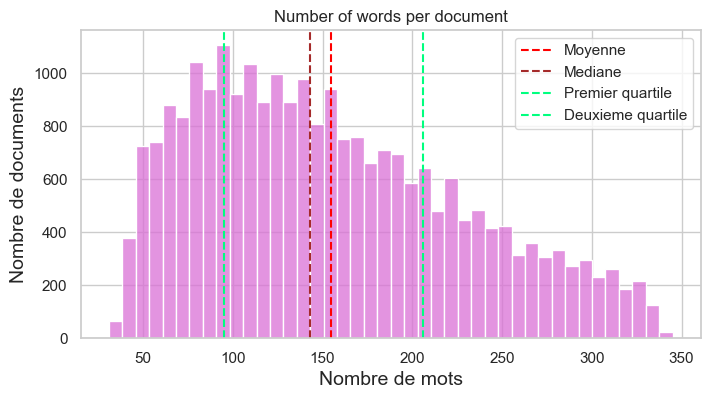 Number of words per document
Nombre de documents
1000
800
600
400
200
0
Moyenne
Mediane
Premier quartile
Deuxieme quartile
50 100 150 200 250 300 350
Nombre de mots